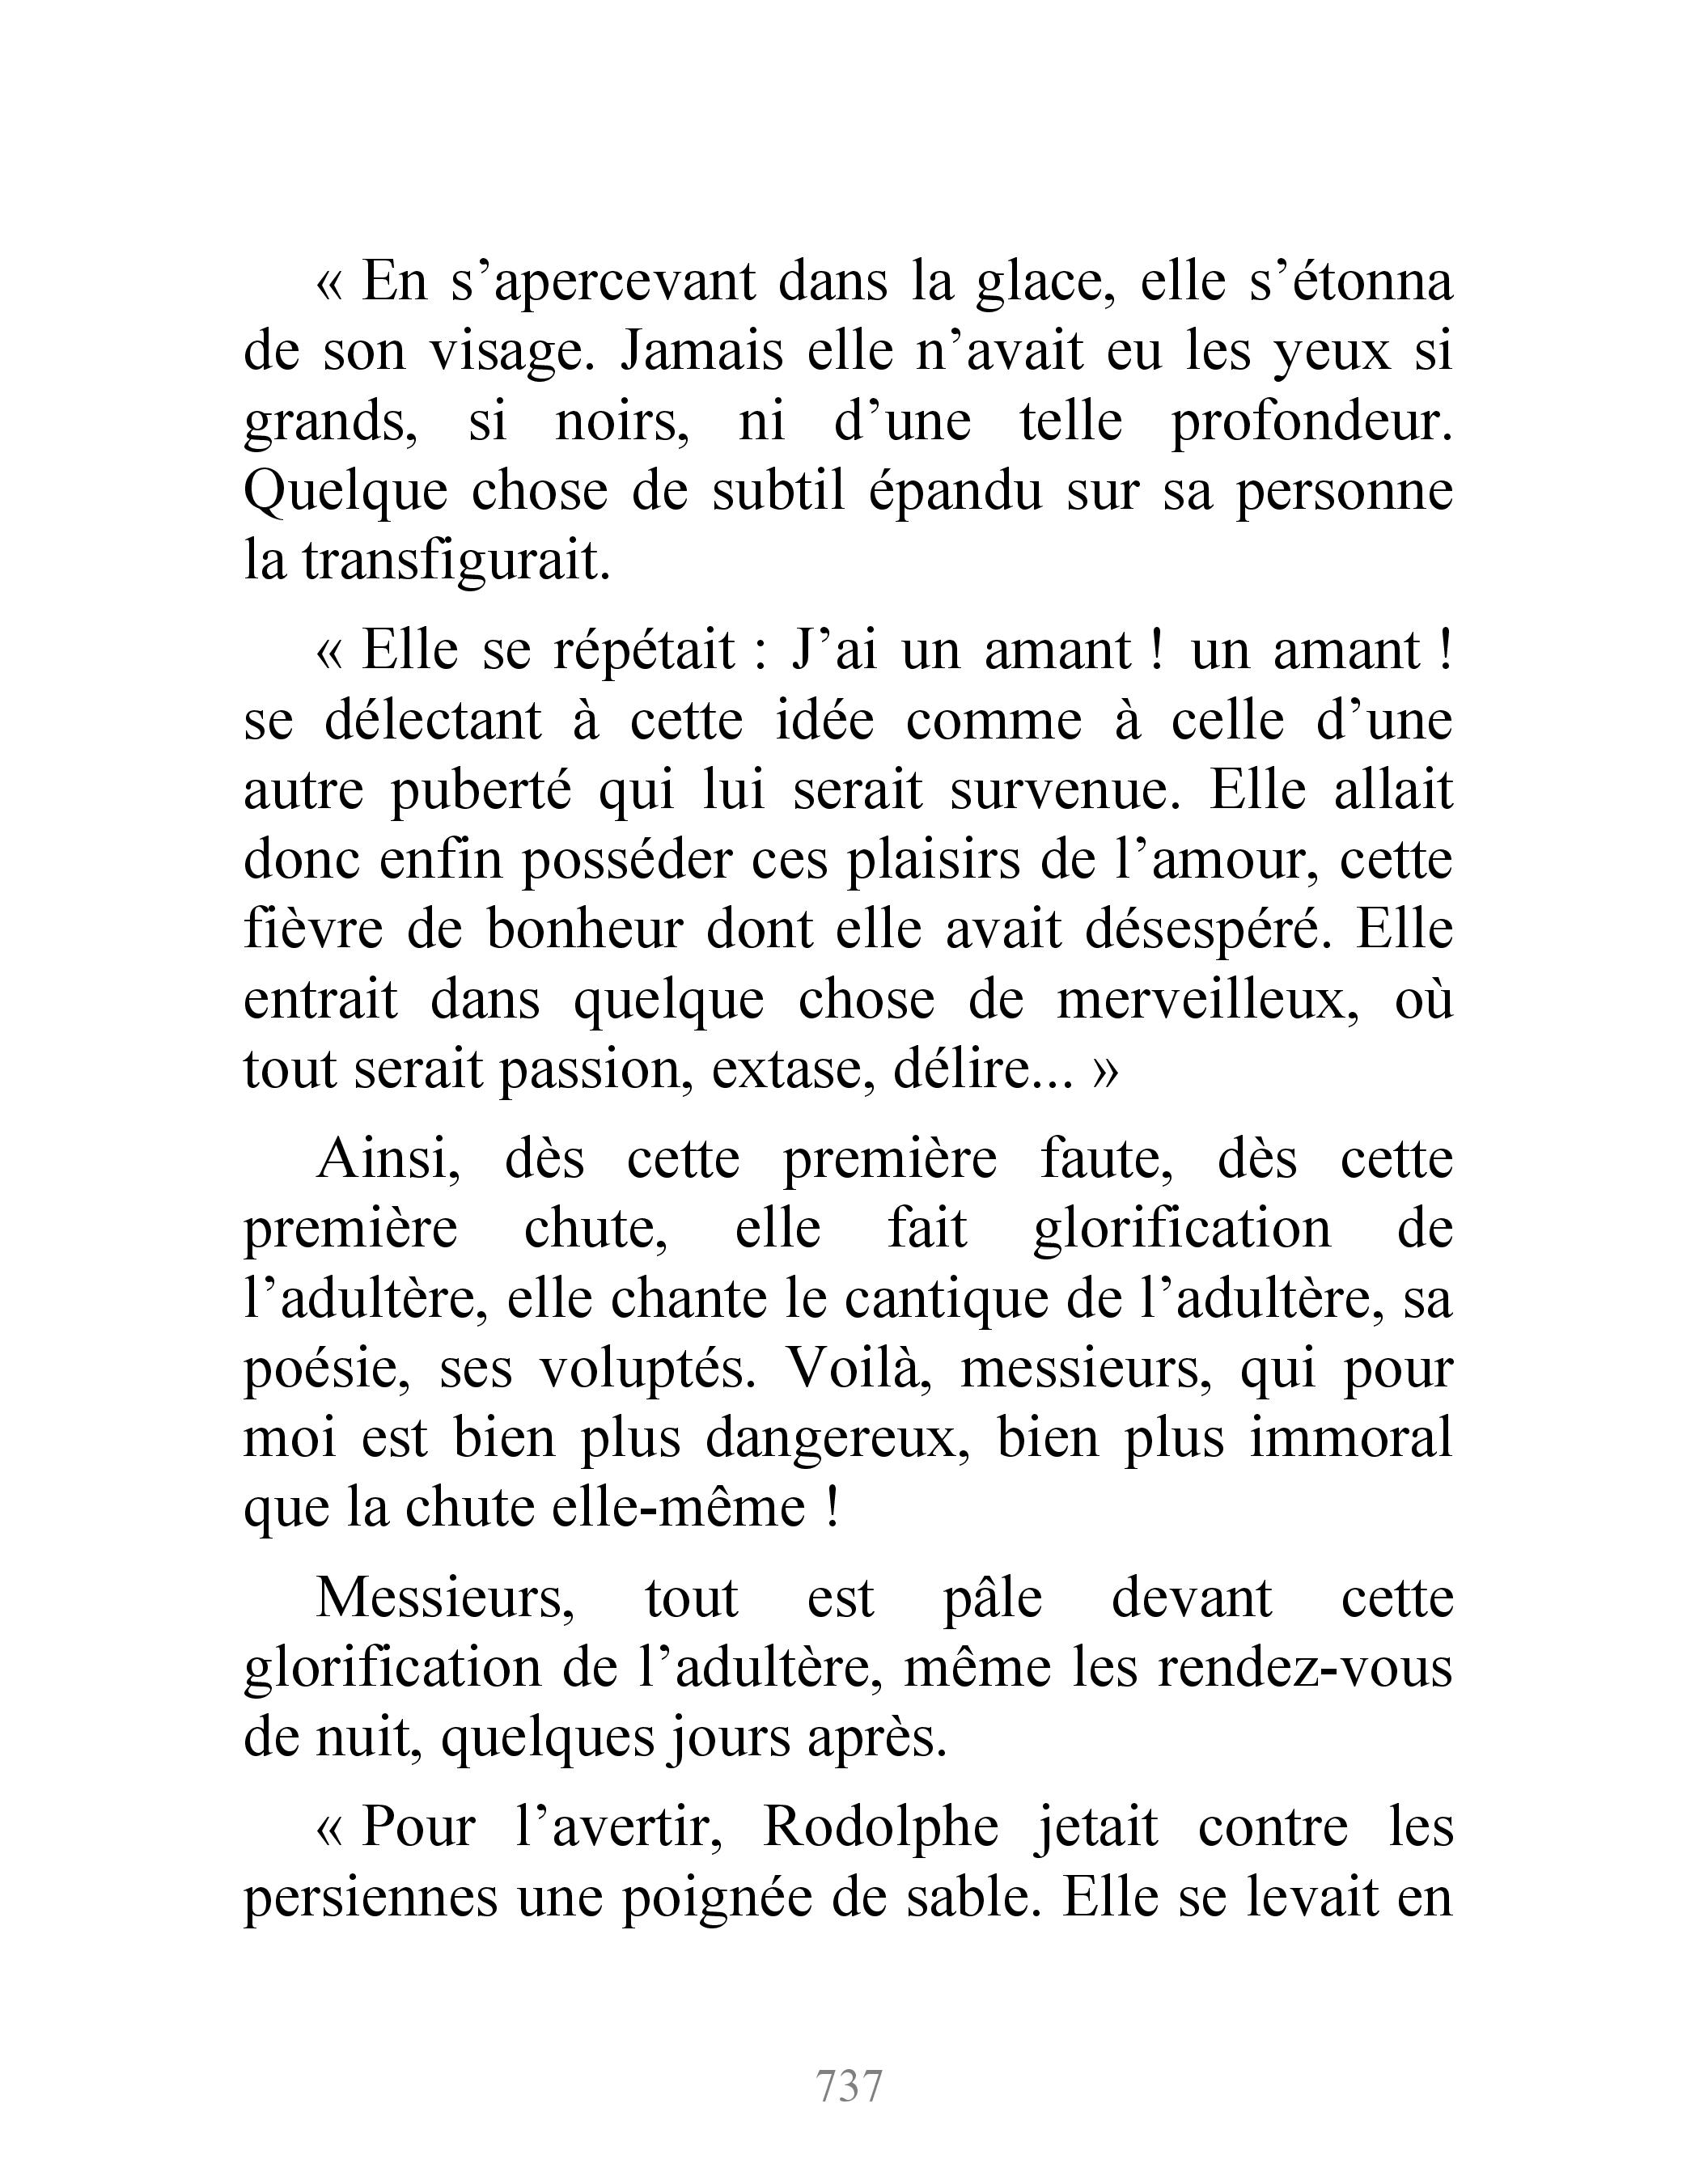 « En s’apercevant dans la glace, elle s’étonna
de son visage. Jamais elle n’avait eu les yeux si
grands, si noirs, ni d’une telle profondeur.
Quelque chose de subtil épandu sur sa personne
la transfigurait.
« Elle se répétait : J’ai un amant ! un amant !
se délectant à cette idée comme à celle d’une
autre puberté qui lui serait survenue. Elle allait
donc enfin posséder ces plaisirs de l’amour, cette
fièvre de bonheur dont elle avait désespéré. Elle
entrait dans quelque chose de merveilleux, où
tout serait passion, extase, délire... »
Ainsi, dès cette première faute, dès cette
première chute, elle fait glorification de
l’adultère, elle chante le cantique de l’adultère, sa
poésie, ses voluptés. Voilà, messieurs, qui pour
moi est bien plus dangereux, bien plus immoral
que la chute elle-même !
Messieurs, tout est pâle devant cette
glorification de l’adultère, même les rendez-vous
de nuit, quelques jours après.
« Pour l’avertir, Rodolphe jetait contre les
persiennes une poignée de sable. Elle se levait en
737